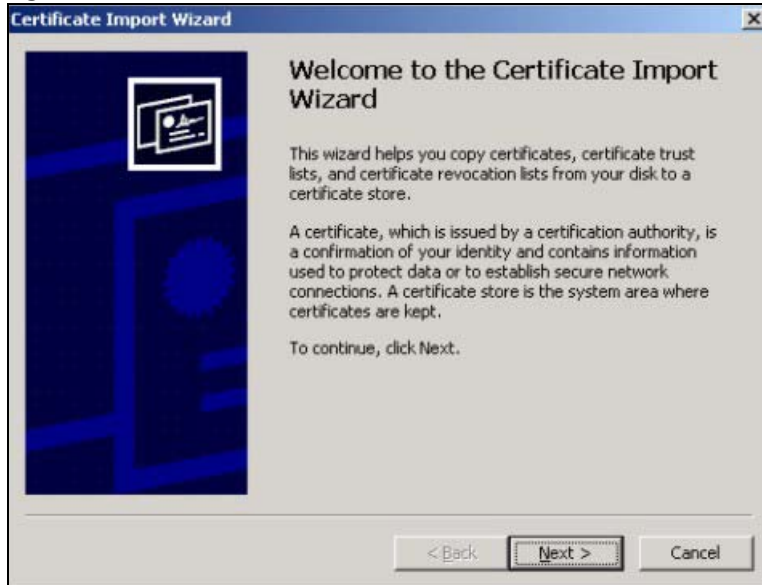 Certificate Import Wizard
Welcome to the Certificate Import
Wizard
This wizard helps you copy certificates, certificate trust
lists, and certificate revocation lists from your disk to a
certificate store.
A certificate, which is issued by a certification authority, is
a confirmation of your identity and contains information
used to protect data or to establish secure network
connections. A certificate store is the system area where
certificates are kept.
To continue, click Next.
< Back Next > Cancel